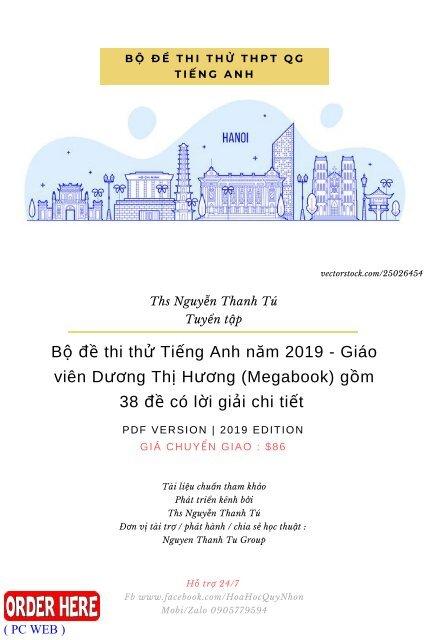 BỘ ĐỀ THI THỬ THPT QG
TIẾNG ANH
HANOI
vectorstock.com/25026454
Ths Nguyễn Thanh Tú
Tuyển tập
Bộ đề thi thử Tiếng Anh năm 2019 - Giáo
viên Dương Thị Hương (Megabook) gồm
38 đề có lời giải chi tiết
PDF VERSION | 2019 EDITION
GIÁ CHUYỂN GIAO : $86
Tài liệu chuẩn tham khảo
Phát triển kênh bởi
Ths Nguyễn Thanh Tú
Đơn vị tài trợ / phát hành / chia sẻ học thuật :
Nguyen Thanh Tu Group
Hỗ trợ 24/7
Fb www.facebook.com/HoaHocQuyNhon
Mobi/Zalo 0905779594
ORDER HERE
( PC WEB )